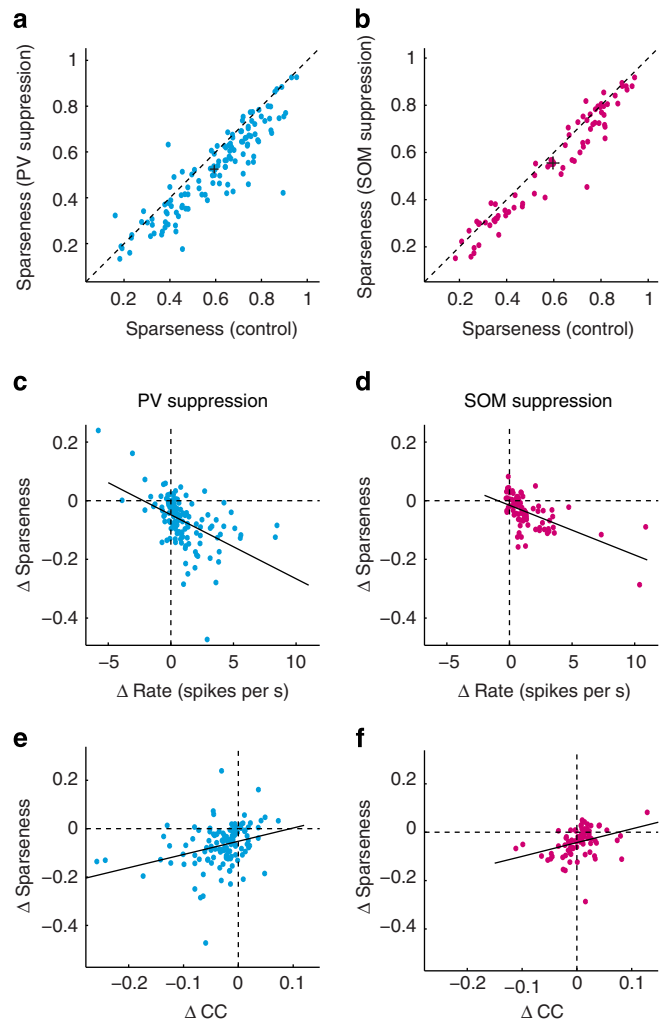 a
Sparseness (PV suppression)
1
0.8
0.6
0.4
0.2
0.2 0.4 0.6 0.8 1
Sparseness (control)
b
Sparseness (SOM suppression)
1
0.8
0.6
0.4
0.2
0.2 0.4 0.6 0.8 1
Sparseness (control)
c
PV suppression
Δ Sparseness
0.2
0
−0.2
−0.4
−5 0 5 10
Δ Rate (spikes per s)
d
SOM suppression
Δ Sparseness
0.2
0
−0.2
−0.4
−5 0 5 10
Δ Rate (spikes per s)
e
Δ Sparseness
0.2
0
−0.2
−0.4
−0.2 −0.1 0 0.1
Δ CC
f
Δ Sparseness
0.2
0
−0.2
−0.4
−0.2 −0.1 0 0.1
Δ CC